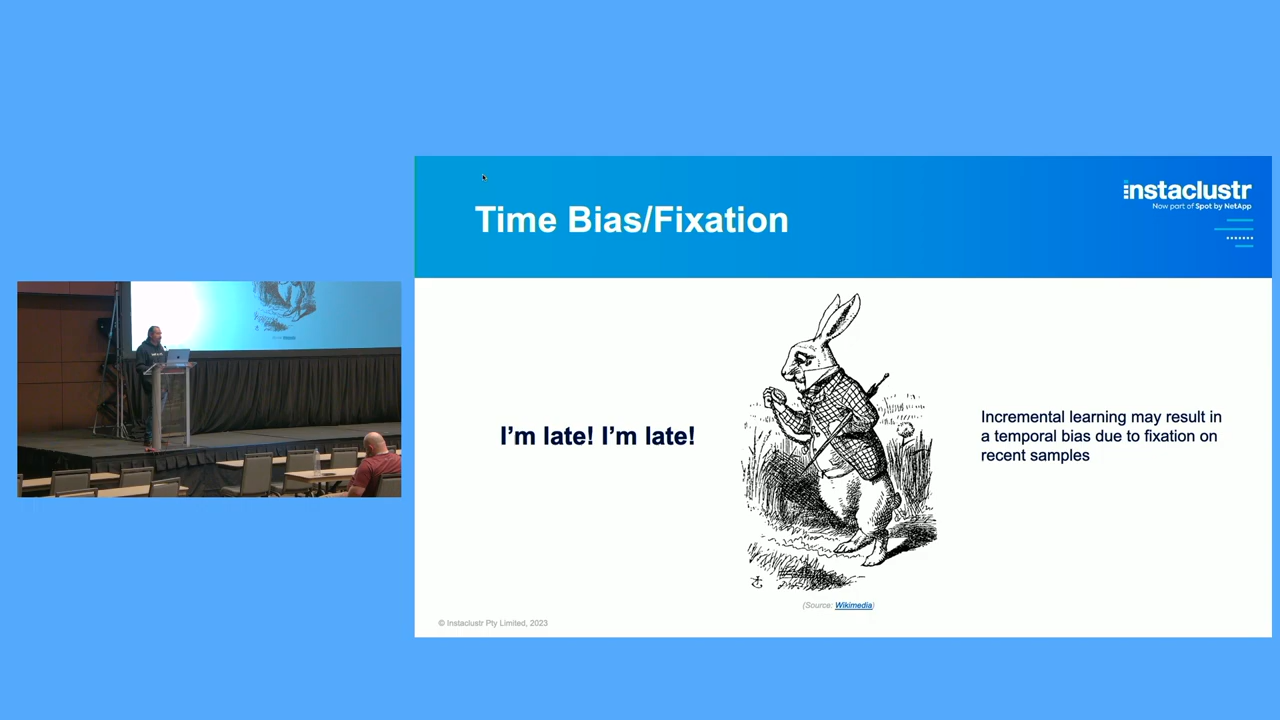 Time Bias/Fixation
instaclustr
Now part of Spot by NetApp
I'm late! I'm late!
Incremental learning may result in
a temporal bias due to fixation on
recent samples
(Source: Wikimedia)
© Instaclustr Pty Limited, 2023